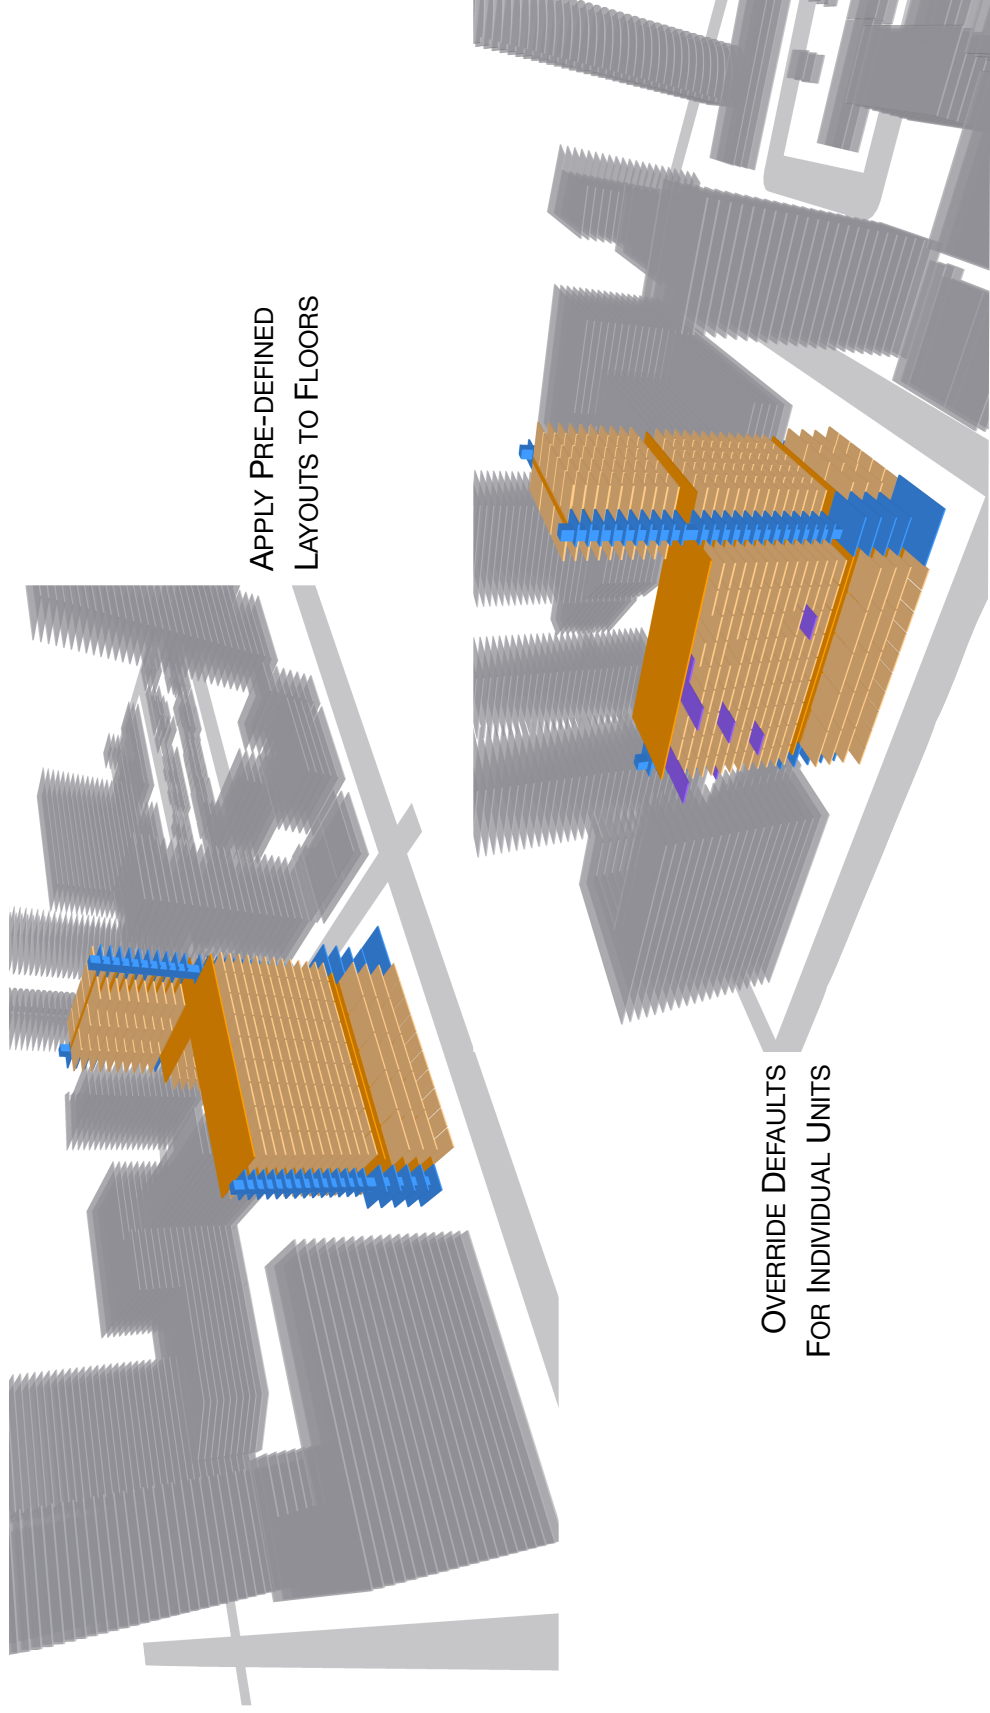 APPLY PRE-DEFINED
LAYOUTS TO FLOORS
OVERRIDE DEFAULTS
FOR INDIVIDUAL UNITS